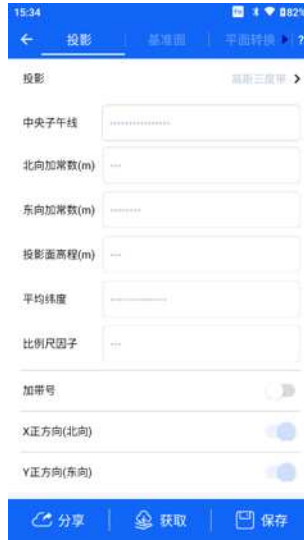 15:34
82%
投影 | 基准面 | 平面转换 ?
投影 高斯三度带
中央子午线 ***************
北向加常数(m) ***
东向加常数(m) ********
投影面高程(m) ***
平均纬度 **************
比例尺因子 ***
加带号
X正方向(北向)
Y正方向(东向)
分享 | 获取 | 保存